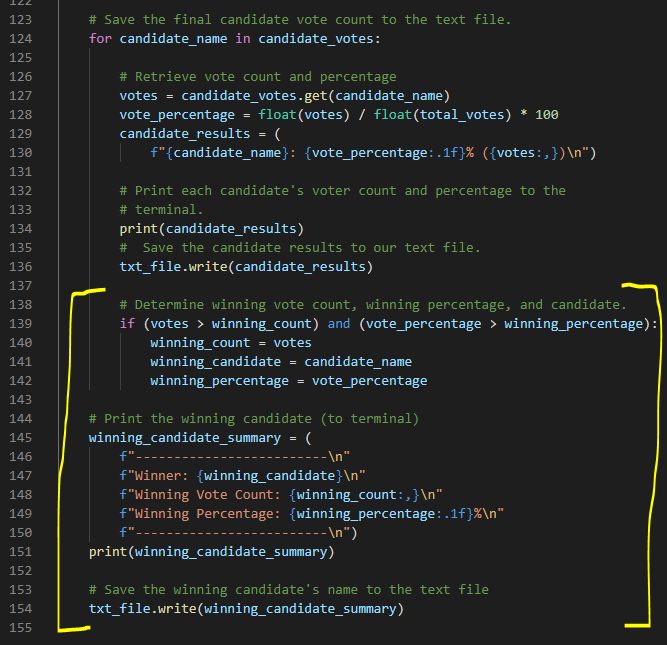 122
123 # Save the final candidate vote count to the text file.
124 for candidate_name in candidate_votes:
125
126 # Retrieve vote count and percentage
127 votes = candidate_votes.get(candidate_name)
128 vote_percentage = float(votes) / float(total_votes) * 100
129 candidate_results = (
130 f"{candidate_name}: {vote_percentage:.1f}% ({votes:,})\n")
131
132 # Print each candidate's voter count and percentage to the
133 # terminal.
134 print(candidate_results)
135 #  Save the candidate results to our text file.
136 txt_file.write(candidate_results)
137
138 # Determine winning vote count, winning percentage, and candidate.
139 if (votes > winning_count) and (vote_percentage > winning_percentage):
140 winning_count = votes
141 winning_candidate = candidate_name
142 winning_percentage = vote_percentage
143
144 # Print the winning candidate (to terminal)
145 winning_candidate_summary = (
146 f"-------------------------\n"
147 f"Winner: {winning_candidate}\n"
148 f"Winning Vote Count: {winning_count:,}\n"
149 f"Winning Percentage: {winning_percentage:.1f}%\n"
150 f"-------------------------\n")
151 print(winning_candidate_summary)
152
153 # Save the winning candidate's name to the text file
154 txt_file.write(winning_candidate_summary)
155